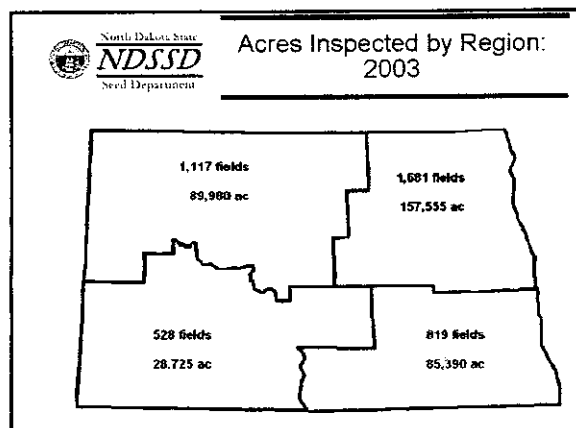 North Dakota State
NDSSD
Seed Department
Acres Inspected by Region:
2003
1,117 fields
89,980 ac
1,681 fields
157,555 ac
528 fields
28,725 ac
819 fields
85,390 ac